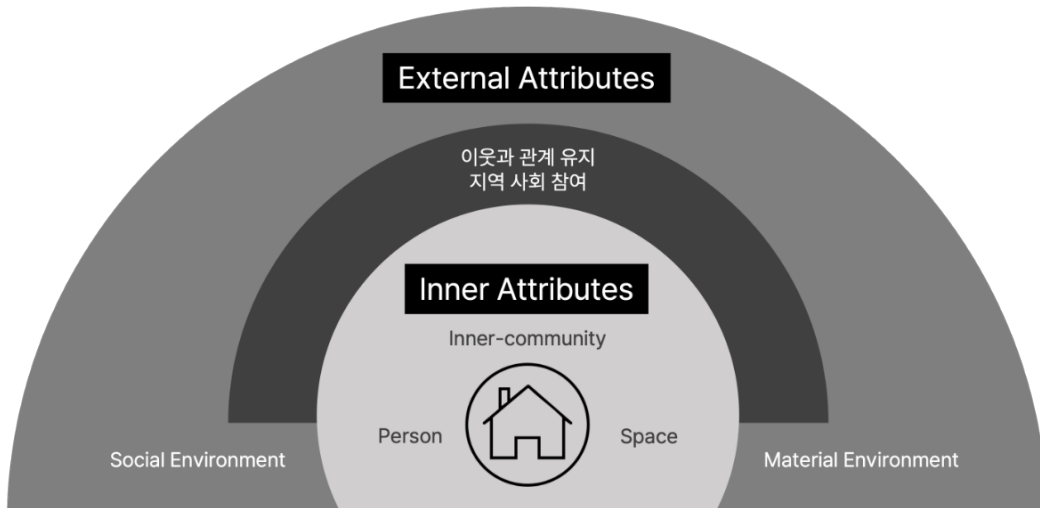 External Attributes
이웃과 관계 유지
지역 사회 참여
Inner Attributes
Inner-community
Person
Space
Social Environment
Material Environment